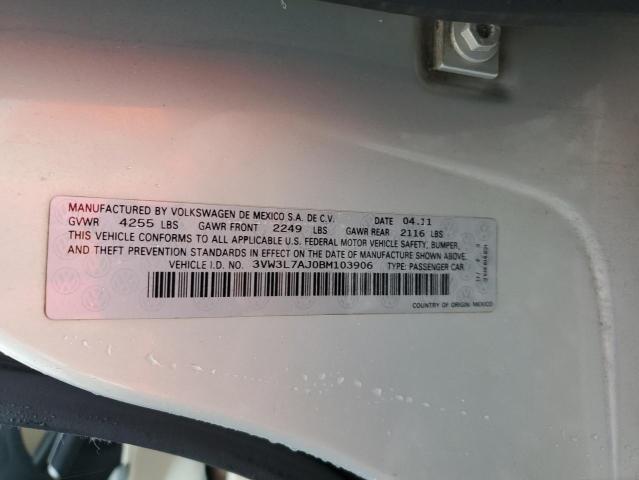 MANUFACTURED BY VOLKSWAGEN DE MEXICO S.A. DE C.V. DATE 04.11
GVWR 4255 LBS GAWR FRONT 2249 LBS GAWR REAR 2116 LBS
THIS VEHICLE CONFORMS TO ALL APPLICABLE U.S. FEDERAL MOTOR VEHICLE SAFETY, BUMPER,
AND THEFT PREVENTION STANDARDS IN EFFECT ON THE DATE OF MANUFACTURE SHOWN ABOVE.
VEHICLE I.D. NO. 3VW3L7AJ0BM103906 TYPE: PASSENGER CAR
COUNTRY OF ORIGIN: MEXICO